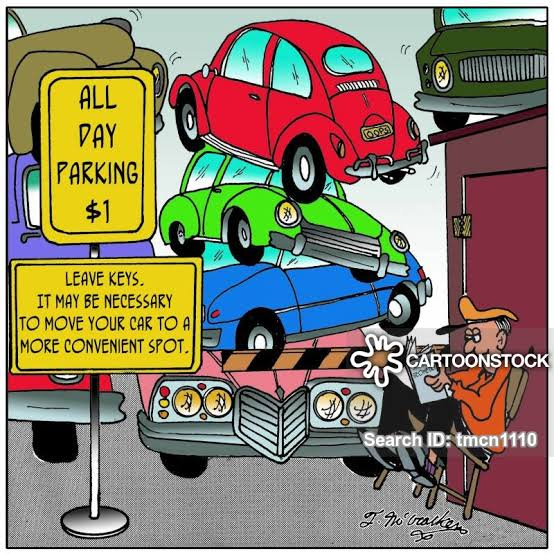 ALL
DAY
PARKING
$1
LEAVE KEYS.
IT MAY BE NECESSARY
TO MOVE YOUR CAR TO A
MORE CONVENIENT SPOT.
OOPS
CARTOONSTOCK
Search ID: tmcn1110